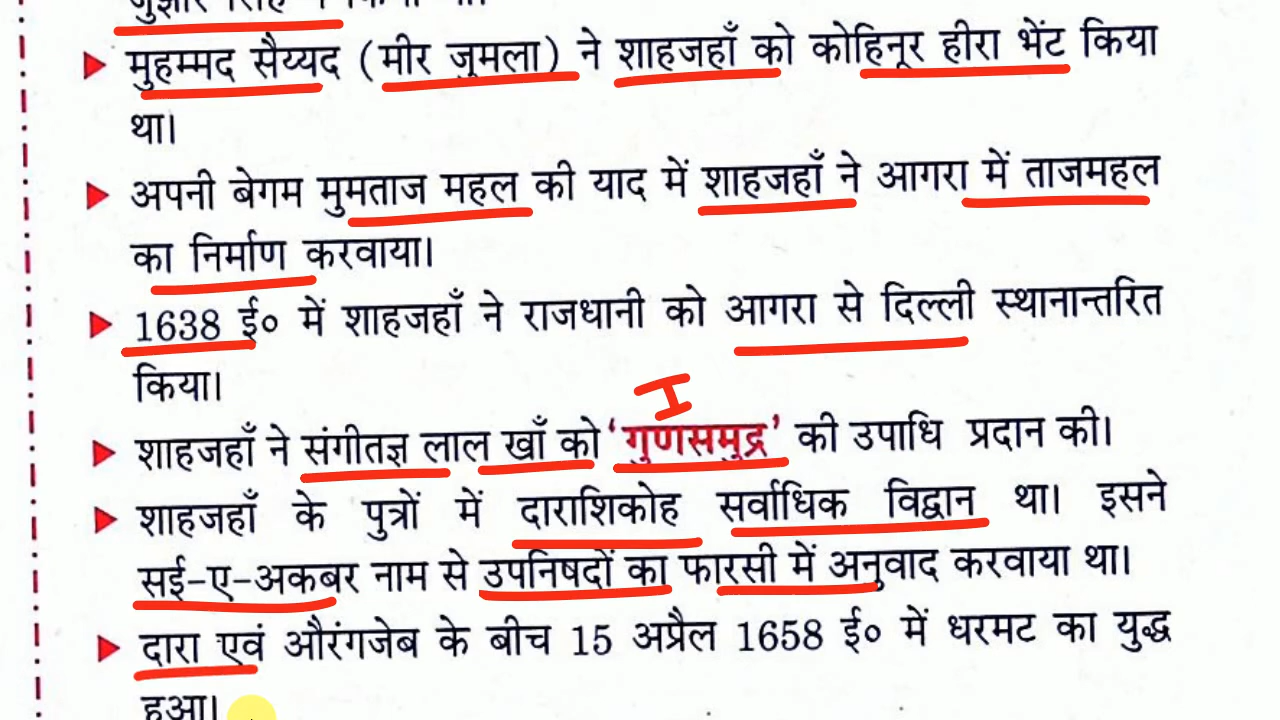 मुहम्मद सैय्यद (मीर जुमला) ने शाहजहाँ को कोहिनूर हीरा भेंट किया
था।
अपनी बेगम मुमताज महल की याद में शाहजहाँ ने आगरा में ताजमहल
का निर्माण करवाया।
1638 ई० में शाहजहाँ ने राजधानी को आगरा से दिल्ली स्थानान्तरित
किया।
I
शाहजहाँ ने संगीतज्ञ लाल खाँ को ‘गुणसमुद्र’ की उपाधि प्रदान की।
शाहजहाँ के पुत्रों में दाराशिकोह सर्वाधिक विद्वान था। इसने
सई-ए-अकबर नाम से उपनिषदों का फारसी में अनुवाद करवाया था।
दारा एवं औरंगजेब के बीच 15 अप्रैल 1658 ई० में धरमट का युद्ध
हुआ।